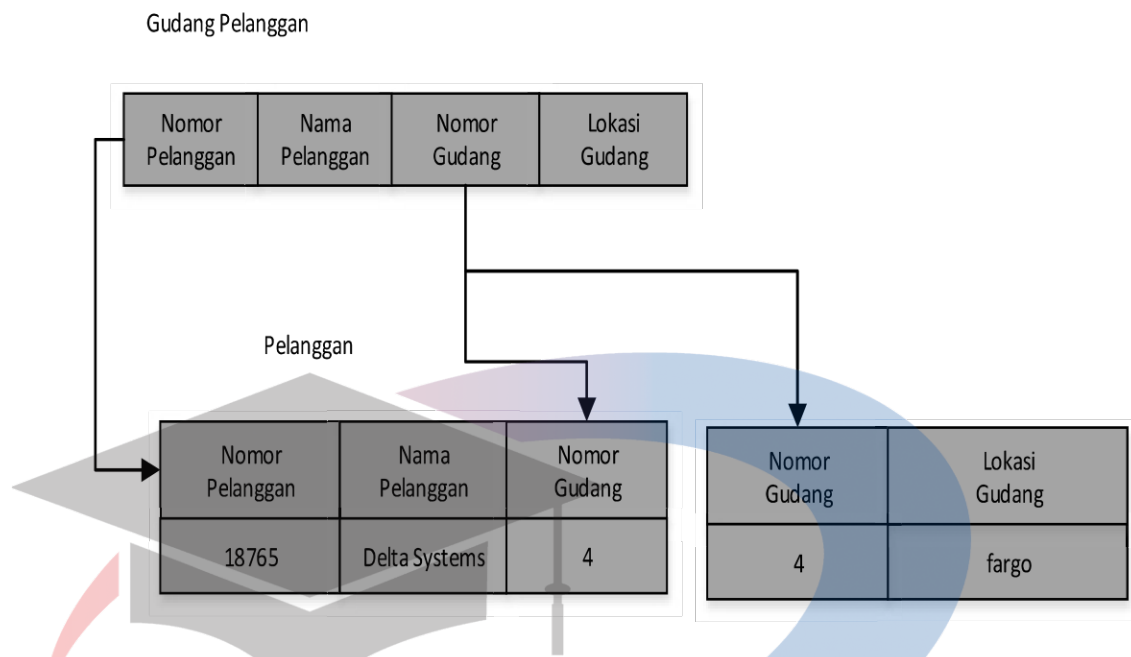 Gudang Pelanggan
Nomor
Pelanggan
Nama
Pelanggan
Nomor
Gudang
Lokasi
Gudang
Pelanggan
Nomor
Pelanggan
Nama
Pelanggan
Nomor
Gudang
18765
Delta Systems
4
Nomor
Gudang
Lokasi
Gudang
4
fargo